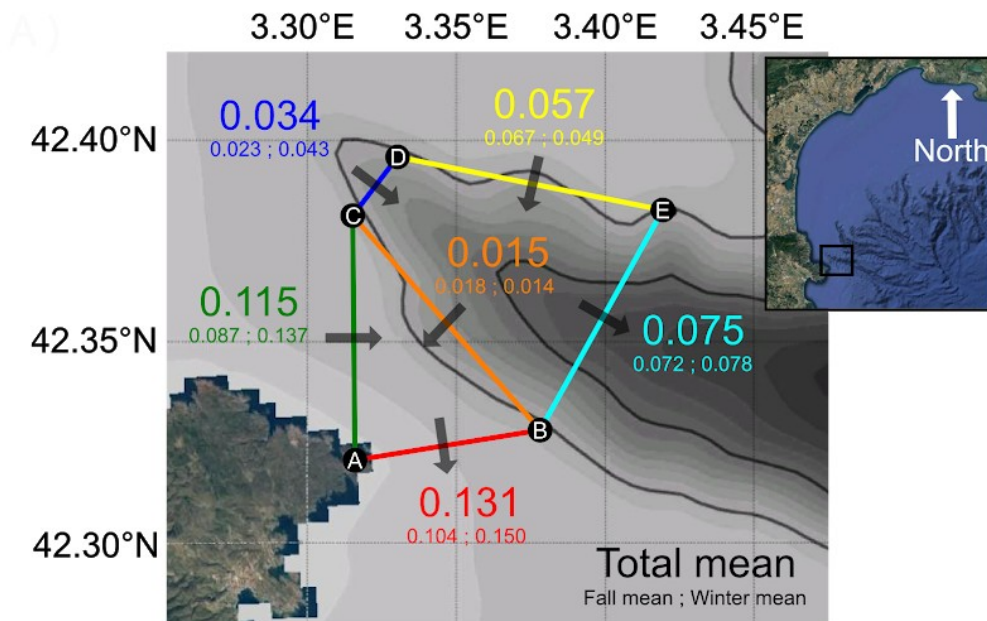 A )
3.30°E 3.35°E 3.40°E 3.45°E
42.40°N
42.35°N
42.30°N
0.034
0.023 ; 0.043
0.057
0.067 ; 0.049
North
D
C
E
0.015
0.018 ; 0.014
0.115
0.087 ; 0.137
0.075
0.072 ; 0.078
B
A
0.131
0.104 ; 0.150
Total mean
Fall mean ; Winter mean